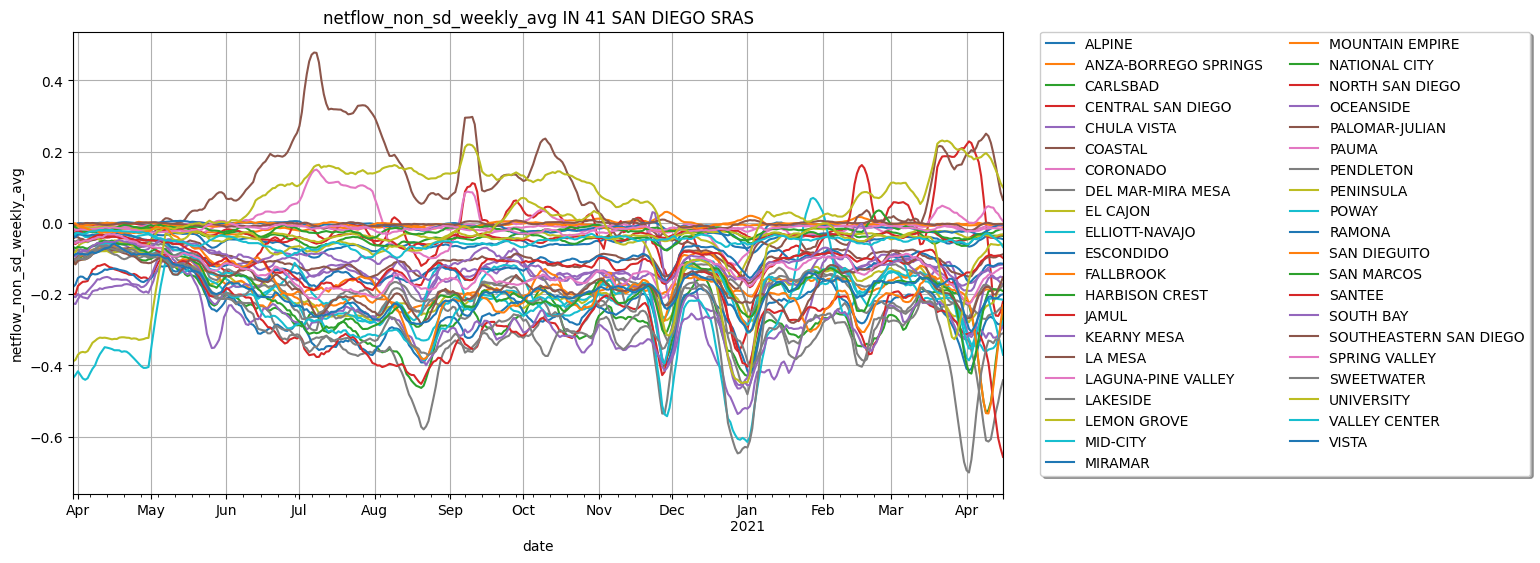 netflow_non_sd_weekly_avg IN 41 SAN DIEGO SRAS
netflow_non_sd_weekly_avg
0.4
0.2
0.0
−0.2
−0.4
−0.6
Apr May Jun Jul Aug Sep Oct Nov Dec Jan Feb Mar Apr
2021
date
ALPINE
ANZA-BORREGO SPRINGS
CARLSBAD
CENTRAL SAN DIEGO
CHULA VISTA
COASTAL
CORONADO
DEL MAR-MIRA MESA
EL CAJON
ELLIOTT-NAVAJO
ESCONDIDO
FALLBROOK
HARBISON CREST
JAMUL
KEARNY MESA
LA MESA
LAGUNA-PINE VALLEY
LAKESIDE
LEMON GROVE
MID-CITY
MIRAMAR
MOUNTAIN EMPIRE
NATIONAL CITY
NORTH SAN DIEGO
OCEANSIDE
PALOMAR-JULIAN
PAUMA
PENDLETON
PENINSULA
POWAY
RAMONA
SAN DIEGUITO
SAN MARCOS
SANTEE
SOUTH BAY
SOUTHEASTERN SAN DIEGO
SPRING VALLEY
SWEETWATER
UNIVERSITY
VALLEY CENTER
VISTA